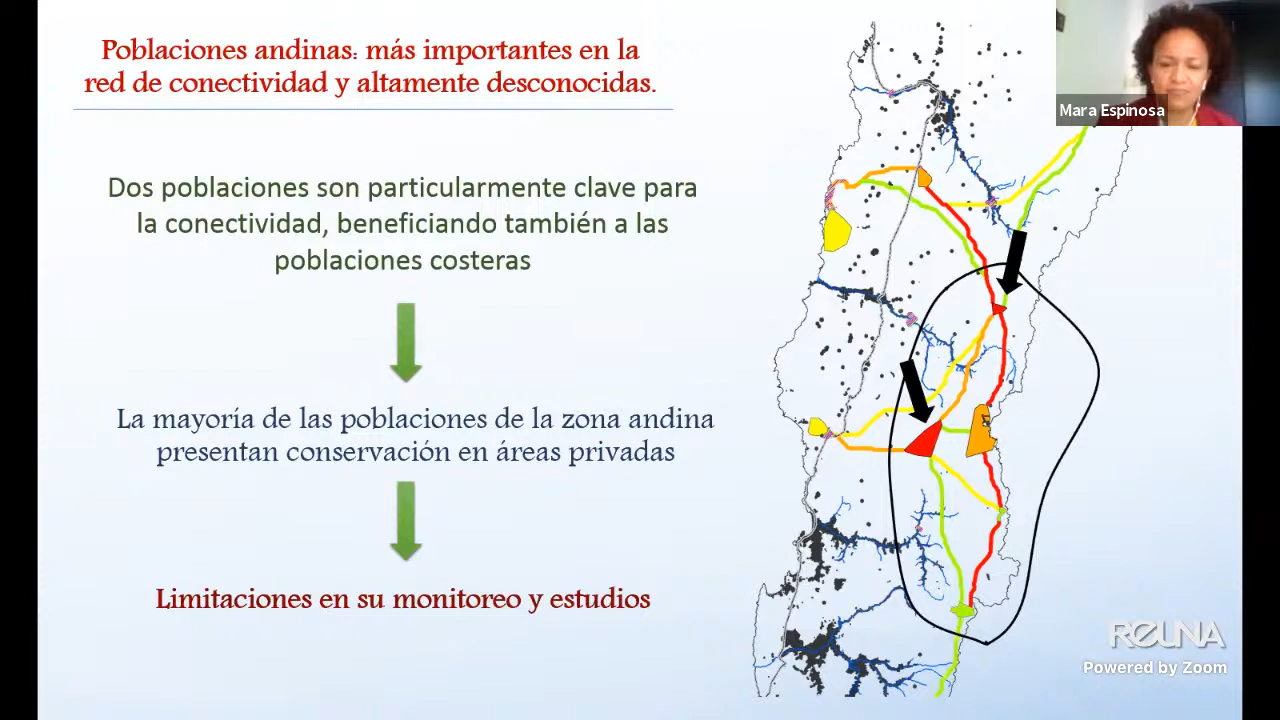 Poblaciones andinas: más importantes en la
red de conectividad y altamente desconocidas.
Mara Espinosa
Dos poblaciones son particularmente clave para
la conectividad, beneficiando también a las
poblaciones costeras
La mayoría de las poblaciones de la zona andina
presentan conservación en áreas privadas
Limitaciones en su monitoreo y estudios
REUNA
Powered by Zoom